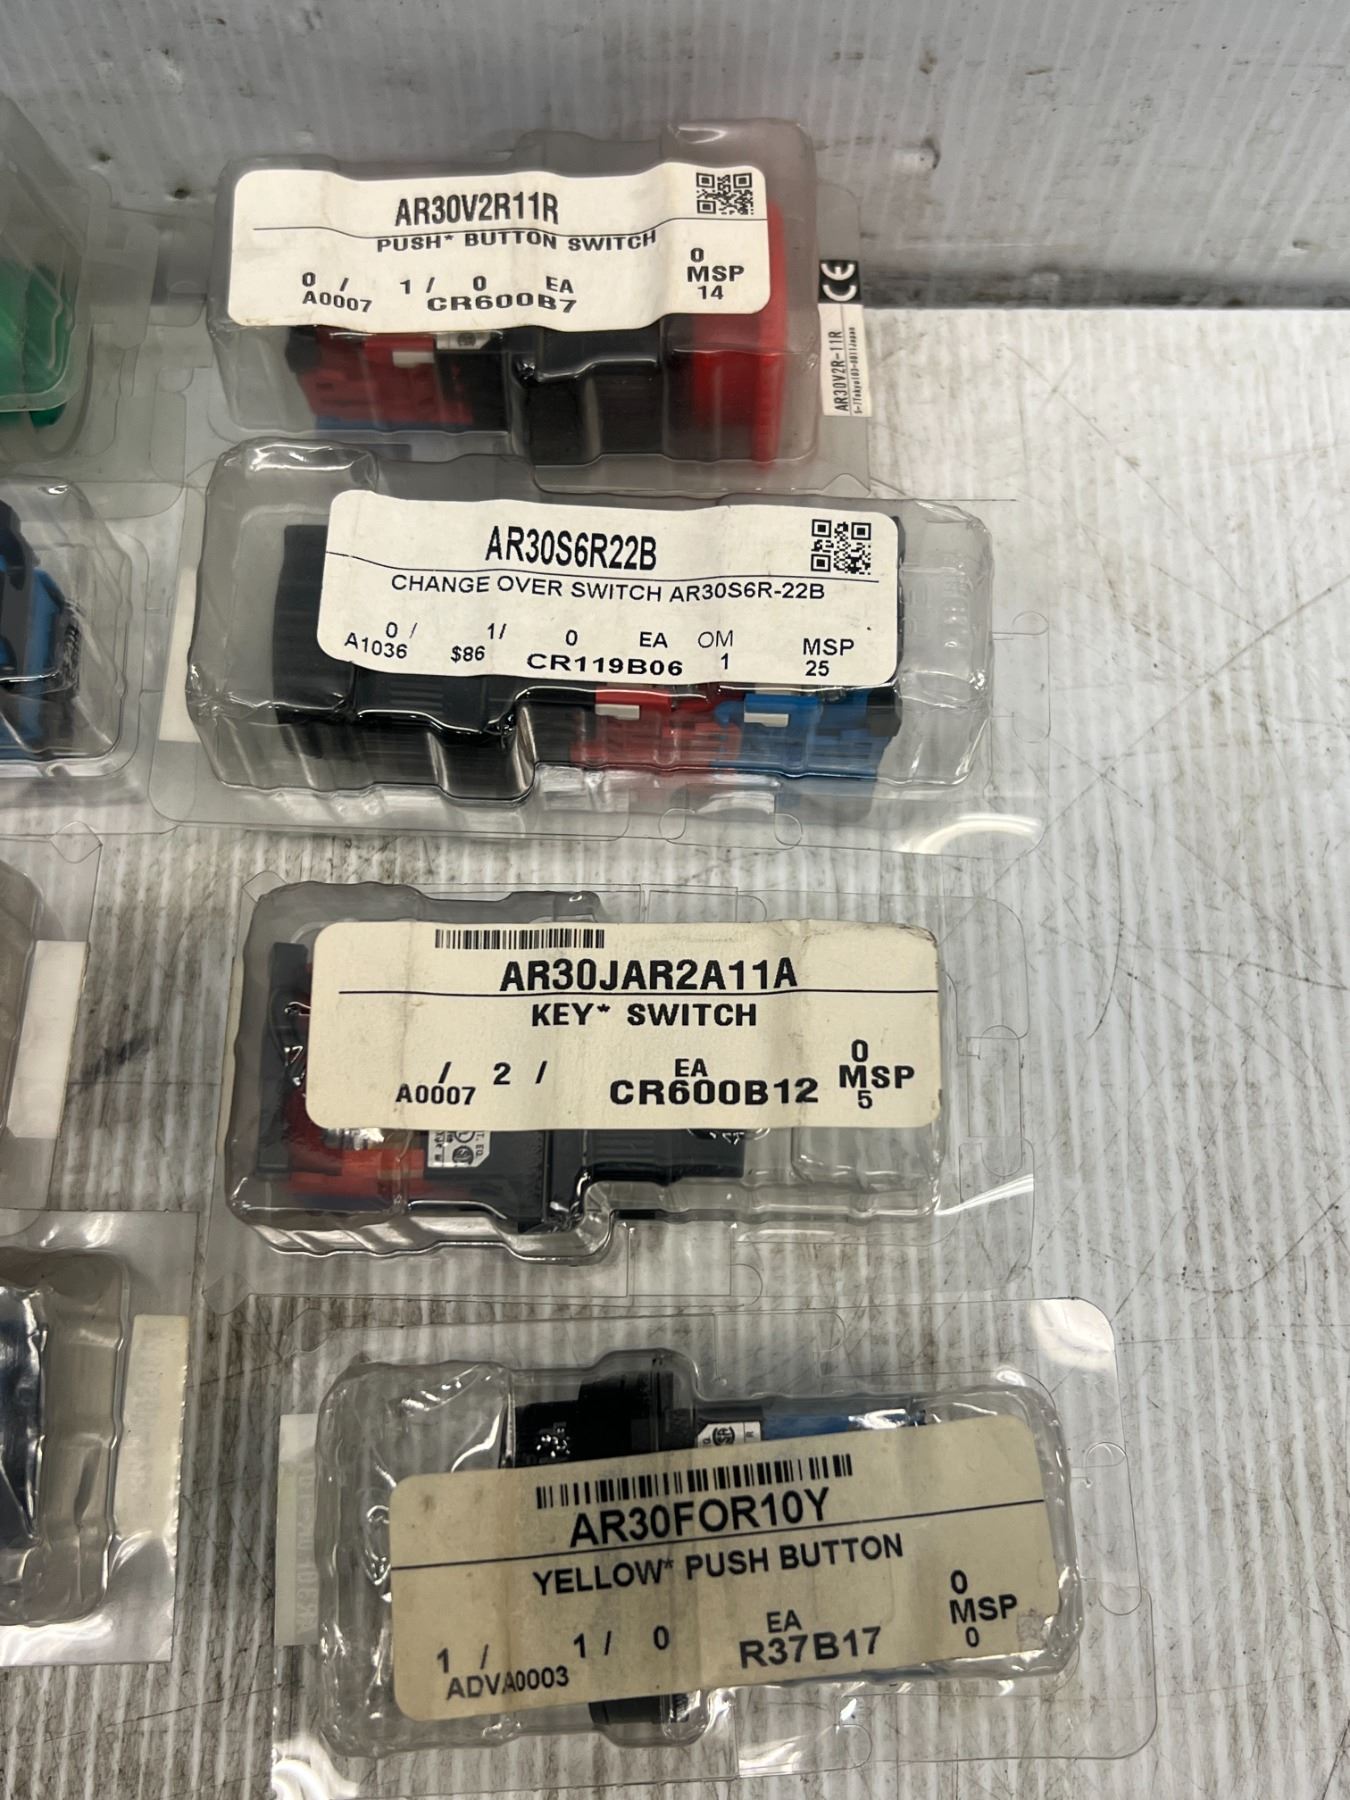 AR30V2R11R
PUSH* BUTTON SWITCH
0 / 1 / 0 EA
A0007 CR600B7
0
MSP
14
CE
AR30V2R-11R
AR30S6R22B
CHANGE OVER SWITCH AR30S6R-22B
0 / 1/ 0 EA OM MSP
A1036 $86 CR119B06 1 25
AR30JAR2A11A
KEY* SWITCH
/ 2 / EA
A0007 CR600B12
0
MSP
5
AR30FOR10Y
YELLOW* PUSH BUTTON
1 / 1 / 0 EA
ADVA0003 R37B17
0
MSP
0